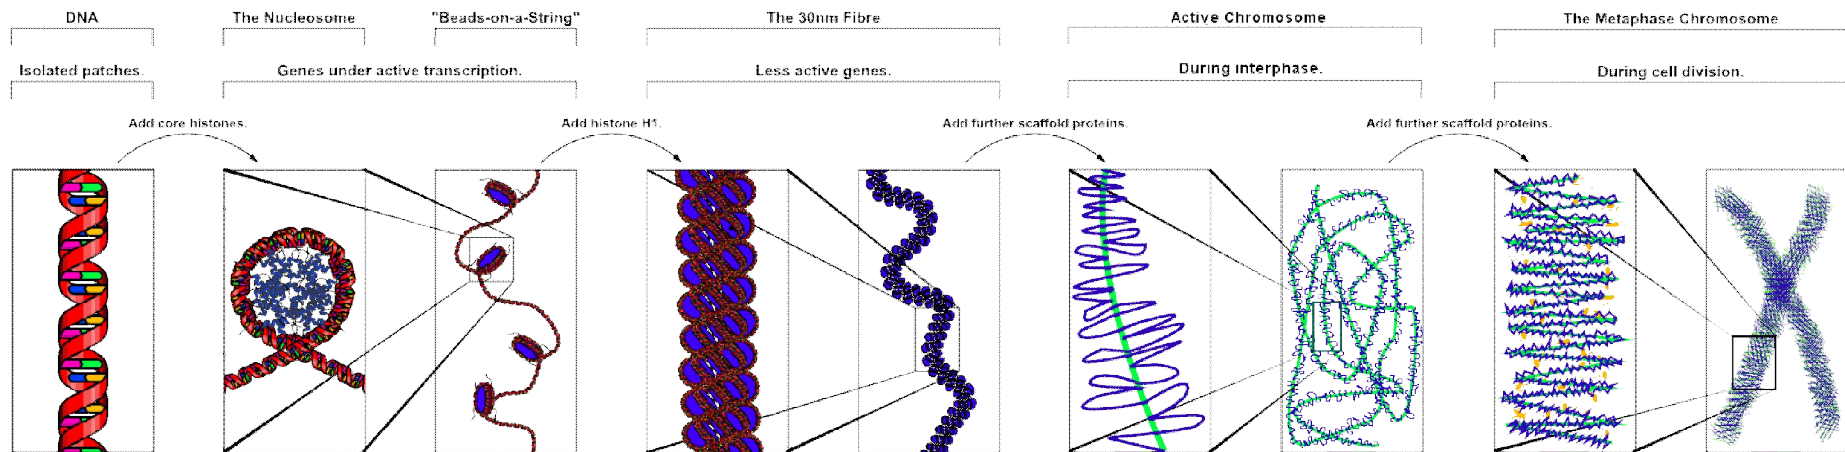 DNA
The Nucleosome
"Beads-on-a-String"
The 30nm Fibre
Active Chromosome
The Metaphase Chromosome
Isolated patches.
Genes under active transcription.
Less active genes.
During interphase.
During cell division.
Add core histones.
Add histone H1.
Add further scaffold proteins.
Add further scaffold proteins.